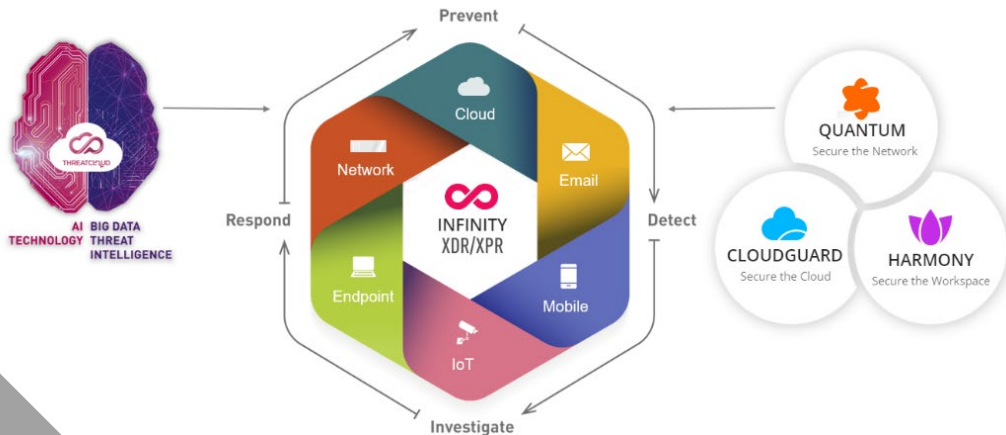 Prevent
THREATCLOUD
AI
TECHNOLOGY
BIG DATA
THREAT
INTELLIGENCE
Cloud
Network
Email
Respond
INFINITY
XDR/XPR
Detect
Endpoint
Mobile
IoT
Investigate
QUANTUM
Secure the Network
CLOUDGUARD
Secure the Cloud
HARMONY
Secure the Workspace